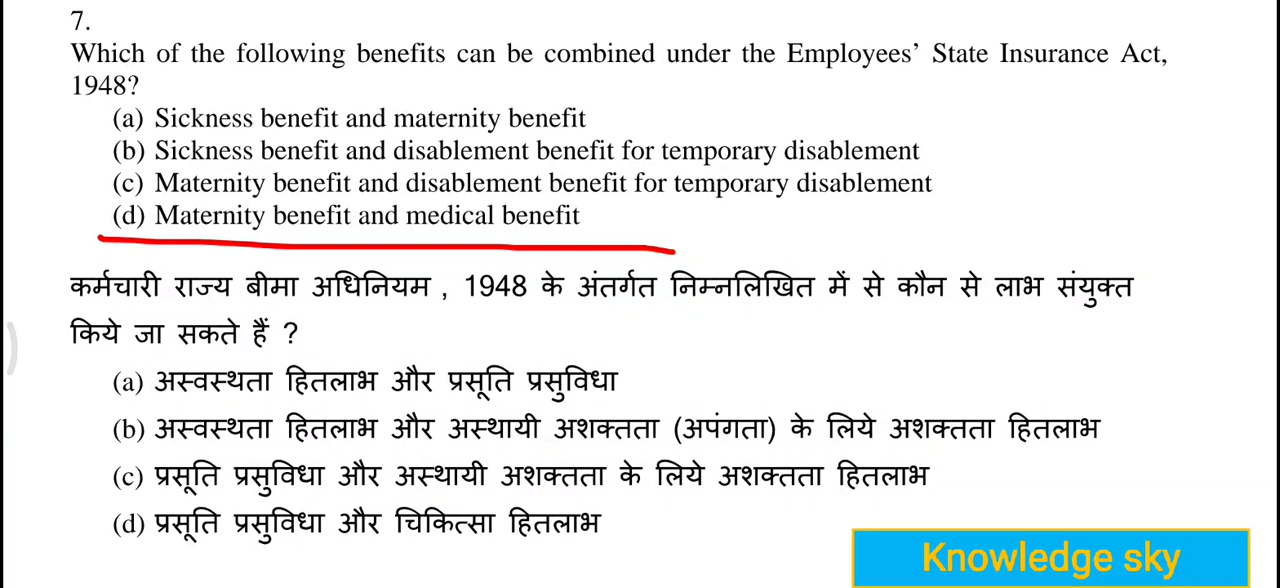 7.
Which of the following benefits can be combined under the Employees’ State Insurance Act,
1948?
(a) Sickness benefit and maternity benefit
(b) Sickness benefit and disablement benefit for temporary disablement
(c) Maternity benefit and disablement benefit for temporary disablement
(d) Maternity benefit and medical benefit
कर्मचारी राज्य बीमा अधिनियम , 1948 के अंतर्गत निम्नलिखित में से कौन से लाभ संयुक्त
किये जा सकते हैं ?
(a) अस्वस्थता हितलाभ और प्रसूति प्रसुविधा
(b) अस्वस्थता हितलाभ और अस्थायी अशक्तता (अपंगता) के लिये अशक्तता हितलाभ
(c) प्रसूति प्रसुविधा और अस्थायी अशक्तता के लिये अशक्तता हितलाभ
(d) प्रसूति प्रसुविधा और चिकित्सा हितलाभ
Knowledge sky